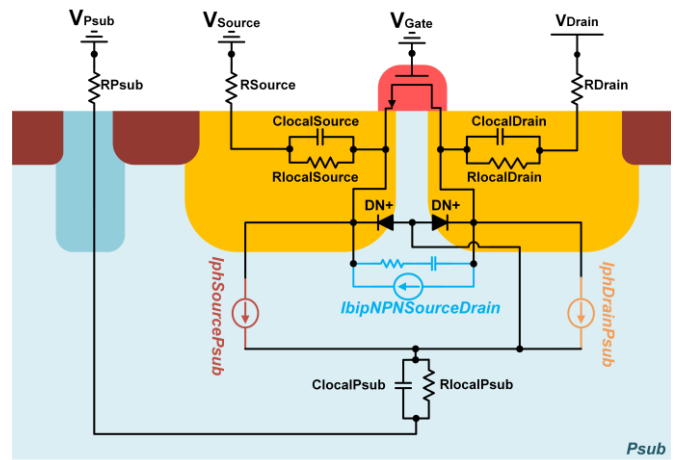 VPsub
VSource
VGate
VDrain
RPsub
RSource
RDrain
ClocalSource
ClocalDrain
RlocalSource
RlocalDrain
DN+
DN+
IphSourcePsub
IbipNPNSourceDrain
IphDrainPsub
ClocalPsub
RlocalPsub
Psub